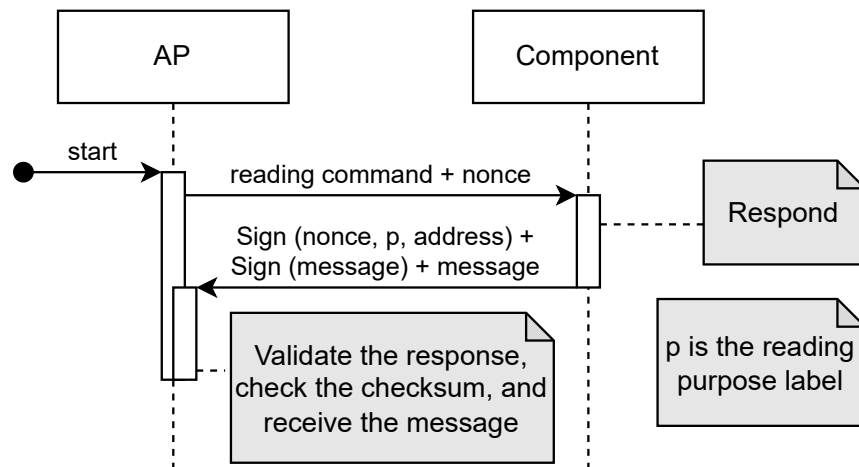 AP
Component
start
reading command + nonce
Respond
Sign (nonce, p, address) +
Sign (message) + message
Validate the response,
check the checksum, and
receive the message
p is the reading
purpose label